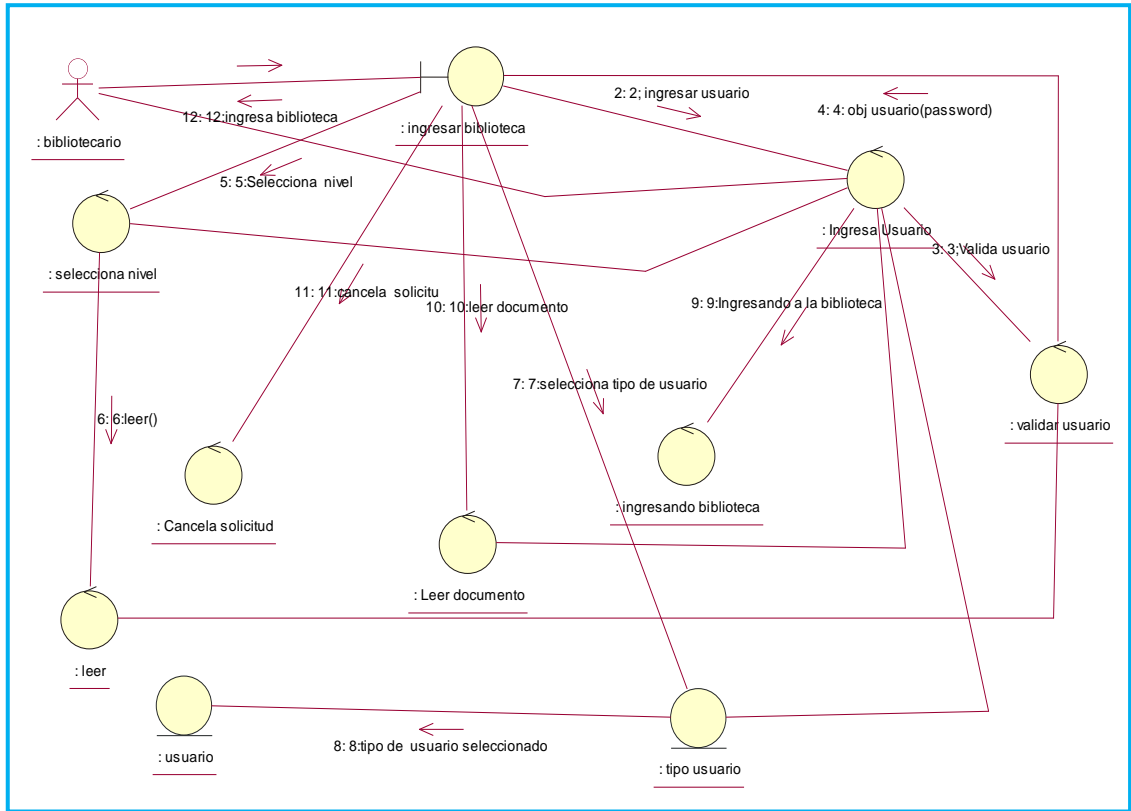 2: 2; ingresar usuario
4: 4: obj usuario(password)
12: 12:ingresa biblioteca
: ingresar biblioteca
: bibliotecario
5: 5:Selecciona nivel
: Ingresa Usuario
3: 3;Valida usuario
: selecciona nivel
11: 11:cancela solicitu
10: 10:leer documento
9: 9:Ingresando a la biblioteca
7: 7:selecciona tipo de usuario
6: 6:leer()
: validar usuario
: ingresando biblioteca
: Cancela solicitud
: Leer documento
: leer
8: 8:tipo de usuario seleccionado
: usuario
: tipo usuario